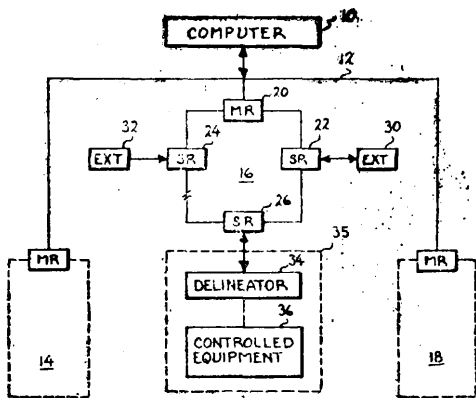 10
COMPUTER
12
20
MR
32
24
22
EXT
SR
SR
30
EXT
16
26
SR
35
MR
MR
34
DELINEATOR
36
CONTROLLED
EQUIPMENT
14
18